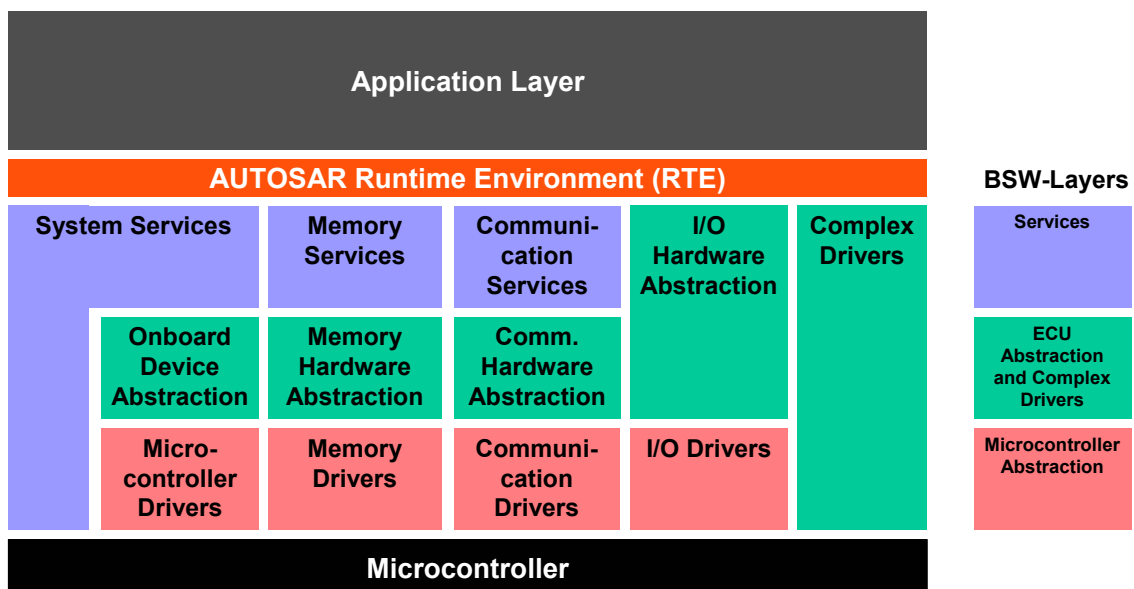 Application Layer
AUTOSAR Runtime Environment (RTE)
BSW-Layers
System Services
Memory
Services
Communi-
cation
Services
I/O
Hardware
Abstraction
Complex
Drivers
Services
Onboard
Device
Abstraction
Memory
Hardware
Abstraction
Comm.
Hardware
Abstraction
ECU
Abstraction
and Complex
Drivers
Micro-
controller
Drivers
Memory
Drivers
Communi-
cation
Drivers
I/O Drivers
Microcontroller
Abstraction
Microcontroller